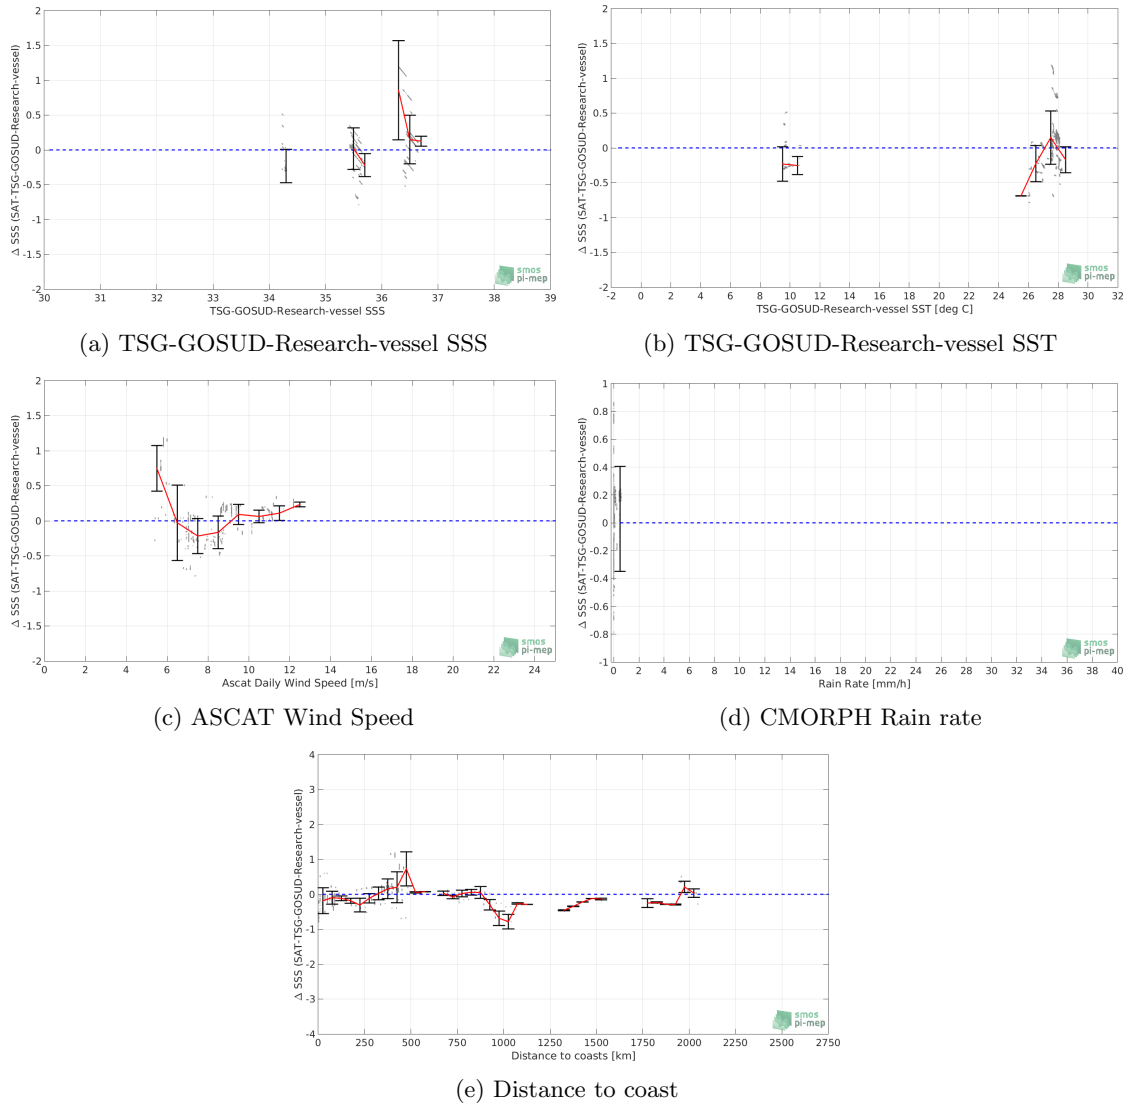 2
1.5
1
0.5
0
-0.5
-1
-1.5
-2
Δ SSS (SAT-TSG-GOSUD-Research-vessel)
30 31 32 33 34 35 36 37 38 39
TSG-GOSUD-Research-vessel SSS
smos
pi-mep
(a) TSG-GOSUD-Research-vessel SSS
2
1.5
1
0.5
0
-0.5
-1
-1.5
-2
Δ SSS (SAT-TSG-GOSUD-Research-vessel)
-2 0 2 4 6 8 10 12 14 16 18 20 22 24 26 28 30 32
TSG-GOSUD-Research-vessel SST [deg C]
smos
pi-mep
(b) TSG-GOSUD-Research-vessel SST
2
1.5
1
0.5
0
-0.5
-1
-1.5
-2
Δ SSS (SAT-TSG-GOSUD-Research-vessel)
0 2 4 6 8 10 12 14 16 18 20 22 24
Ascat Daily Wind Speed [m/s]
smos
pi-mep
(c) ASCAT Wind Speed
1
0.8
0.6
0.4
0.2
0
-0.2
-0.4
-0.6
-0.8
-1
Δ SSS (SAT-TSG-GOSUD-Research-vessel)
0 2 4 6 8 10 12 14 16 18 20 22 24 26 28 30 32 34 36 38 40
Rain Rate [mm/h]
smos
pi-mep
(d) CMORPH Rain rate
4
3
2
1
0
-1
-2
-3
-4
Δ SSS (SAT-TSG-GOSUD-Research-vessel)
0 250 500 750 1000 1250 1500 1750 2000 2250 2500 2750
Distance to coasts [km]
smos
pi-mep
(e) Distance to coast